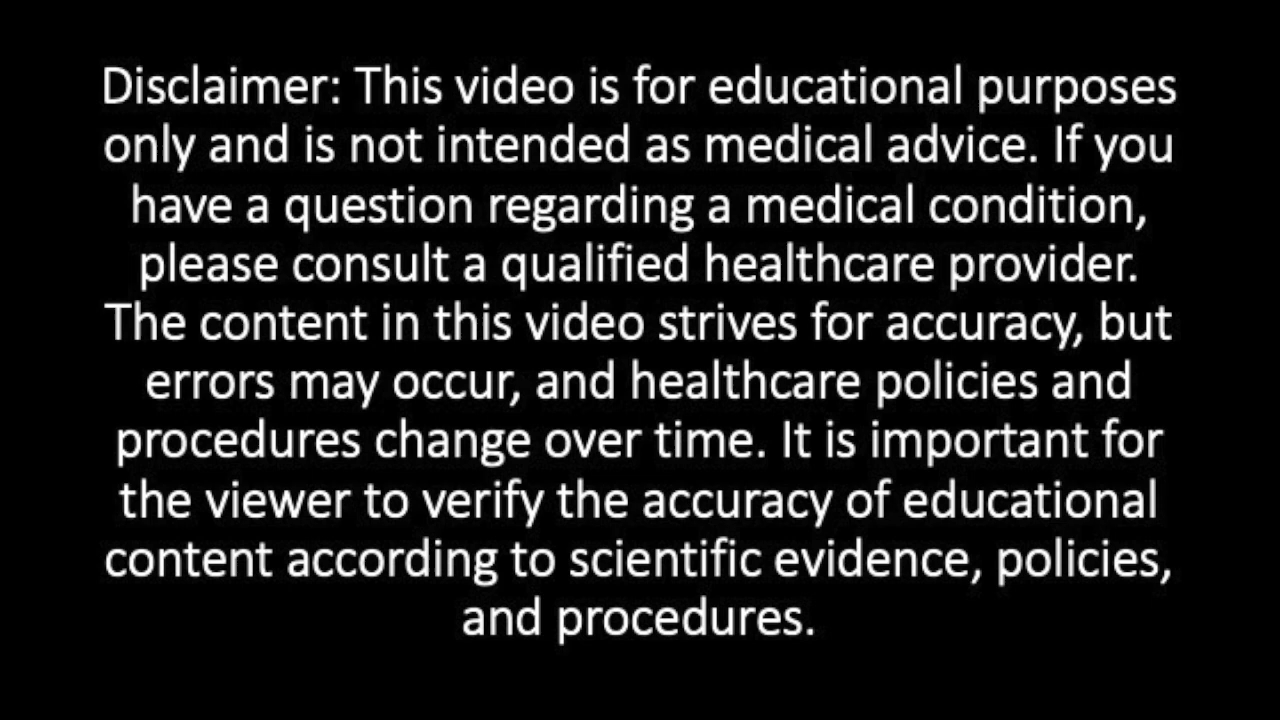 Disclaimer: This video is for educational purposes
only and is not intended as medical advice. If you
have a question regarding a medical condition,
please consult a qualified healthcare provider.
The content in this video strives for accuracy, but
errors may occur, and healthcare policies and
procedures change over time. It is important for
the viewer to verify the accuracy of educational
content according to scientific evidence, policies,
and procedures.